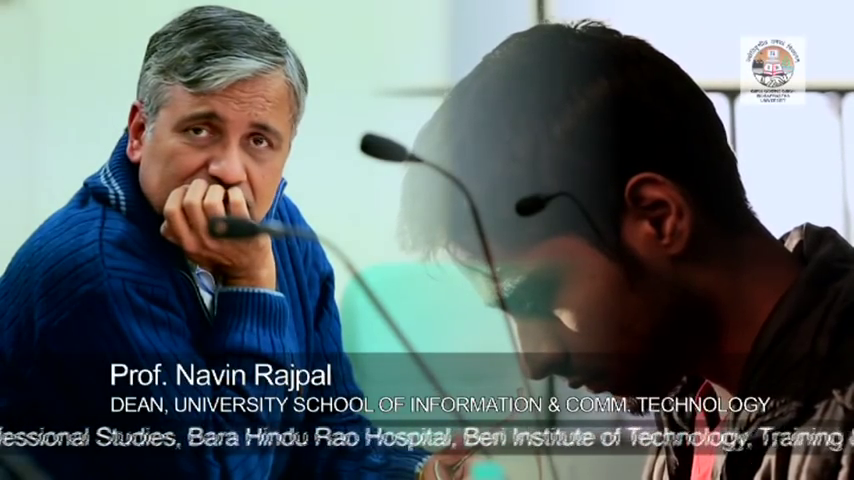 Prof. Navin Rajpal
DEAN, UNIVERSITY SCHOOL OF INFORMATION & COMM. TECHNOLOGY
fessional Studies, Bara Hindu Rao Hospital, Beri Institute of Technology, Training &
UNIVERSITY